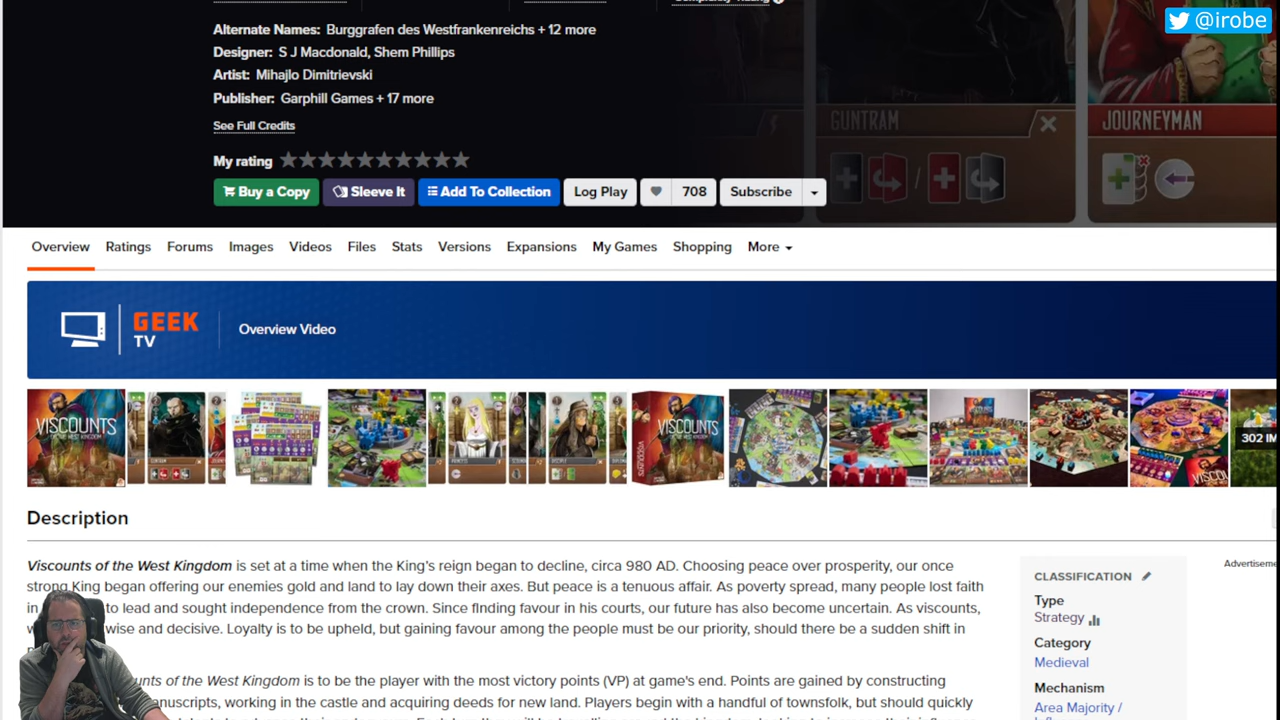 @irobe
Alternate Names: Burggrafen des Westfrankenreichs + 12 more
Designer: S J Macdonald, Shem Phillips
Artist: Mihajlo Dimitrievski
Publisher: Garphill Games + 17 more
See Full Credits
My rating
Buy a Copy Sleeve It Add To Collection Log Play 708 Subscribe
GUNTRAM JOURNEYMAN
Overview Ratings Forums Images Videos Files Stats Versions Expansions My Games Shopping More
GEEK TV Overview Video
VISCOUNTS
VISCOUNTS
302
Description
Viscounts of the West Kingdom is set at a time when the King's reign began to decline, circa 980 AD. Choosing peace over prosperity, our once
strong King began offering our enemies gold and land to lay down their axes. But peace is a tenuous affair. As poverty spread, many people lost faith
in to lead and sought independence from the crown. Since finding favour in his courts, our future has also become uncertain. As viscounts,
wise and decisive. Loyalty is to be upheld, but gaining favour among the people must be our priority, should there be a sudden shift in
of the West Kingdom is to be the player with the most victory points (VP) at game's end. Points are gained by constructing
working in the castle and acquiring deeds for new land. Players begin with a handful of townsfolk, but should quickly
CLASSIFICATION
Type
Strategy
Category
Medieval
Mechanism
Area Majority /